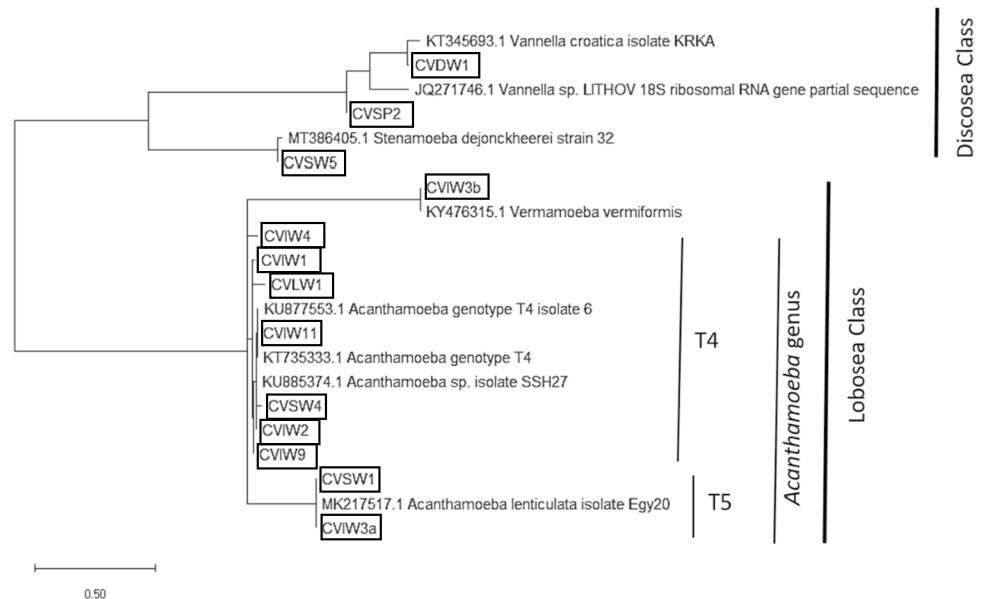 KT345693.1 Vannella croatica isolate KRKA
CVDW1
JQ271746.1 Vannella sp. LITHOV 18S ribosomal RNA gene partial sequence
CVSP2
MT386405.1 Stenamoeba dejonckheerei strain 32
CVSW5
Discosea Class
CVIW3b
KY476315.1 Vermamoeba vermiformis
CVIW4
CVIW1
CVLW1
KU877553.1 Acanthamoeba genotype T4 isolate 6
CVIW11
KT735333.1 Acanthamoeba genotype T4
KU885374.1 Acanthamoeba sp. isolate SSH27
CVSW4
CVIW2
CVIW9
T4
CVSW1
MK217517.1 Acanthamoeba lenticulata isolate Egy20
CVIW3a
T5
Acanthamoeba genus
Lobosea Class
0.50